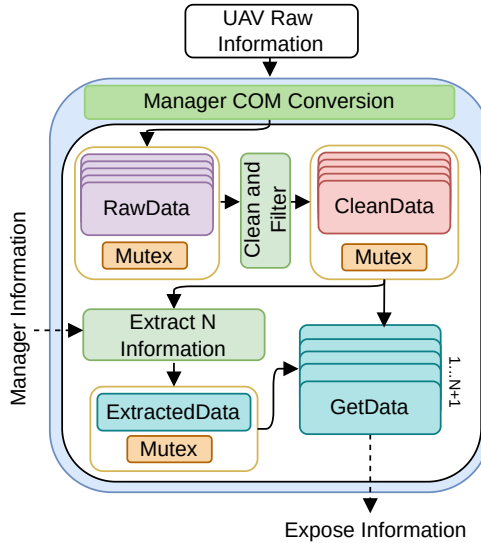 UAV Raw
Information
Manager COM Conversion
RawData
Mutex
Clean and
Filter
CleanData
Mutex
Manager Information
Extract N
Information
ExtractedData
Mutex
GetData
1...N+1
Expose Information